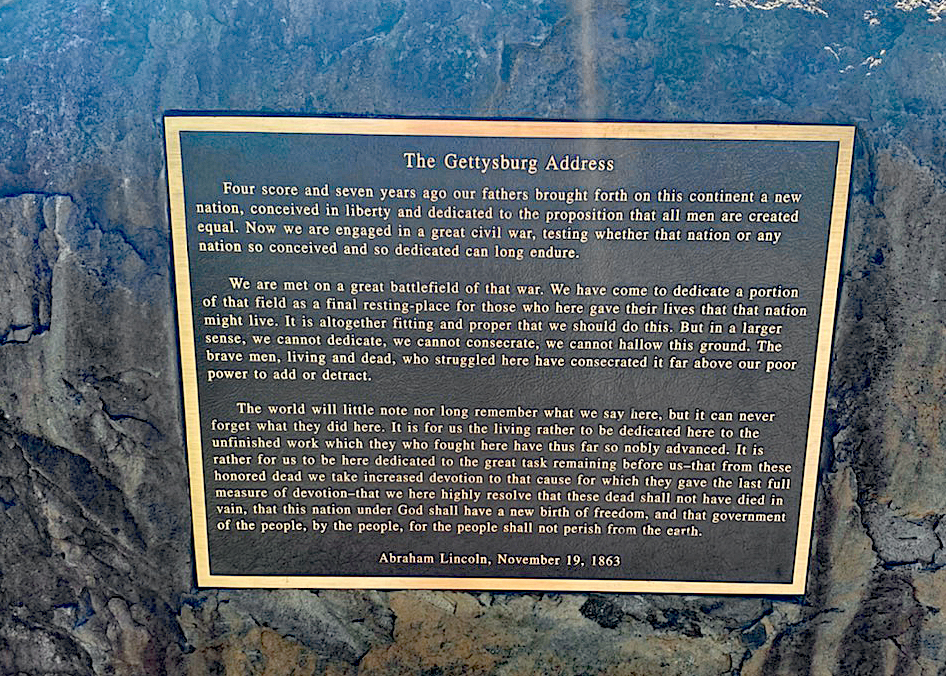 The Gettysburg Address
Four score and seven years ago our fathers brought forth on this continent a new
nation, conceived in liberty and dedicated to the proposition that all men are created
equal. Now we are engaged in a great civil war, testing whether that nation or any
nation so conceived and so dedicated can long endure.
We are met on a great battlefield of that war. We have come to dedicate a portion
of that field as a final resting-place for those who here gave their lives that that nation
might live. It is altogether fitting and proper that we should do this. But in a larger
sense, we cannot dedicate, we cannot consecrate, we cannot hallow this ground. The
brave men, living and dead, who struggled here have consecrated it far above our poor
power to add or detract.
The world will little note nor long remember what we say here, but it can never
forget what they did here. It is for us the living rather to be dedicated here to the
unfinished work which they who fought here have thus far so nobly advanced. It is
rather for us to be here dedicated to the great task remaining before us–that from these
honored dead we take increased devotion to that cause for which they gave the last full
measure of devotion–that we here highly resolve that these dead shall not have died in
vain, that this nation under God shall have a new birth of freedom, and that government
of the people, by the people, for the people shall not perish from the earth.
Abraham Lincoln, November 19, 1863